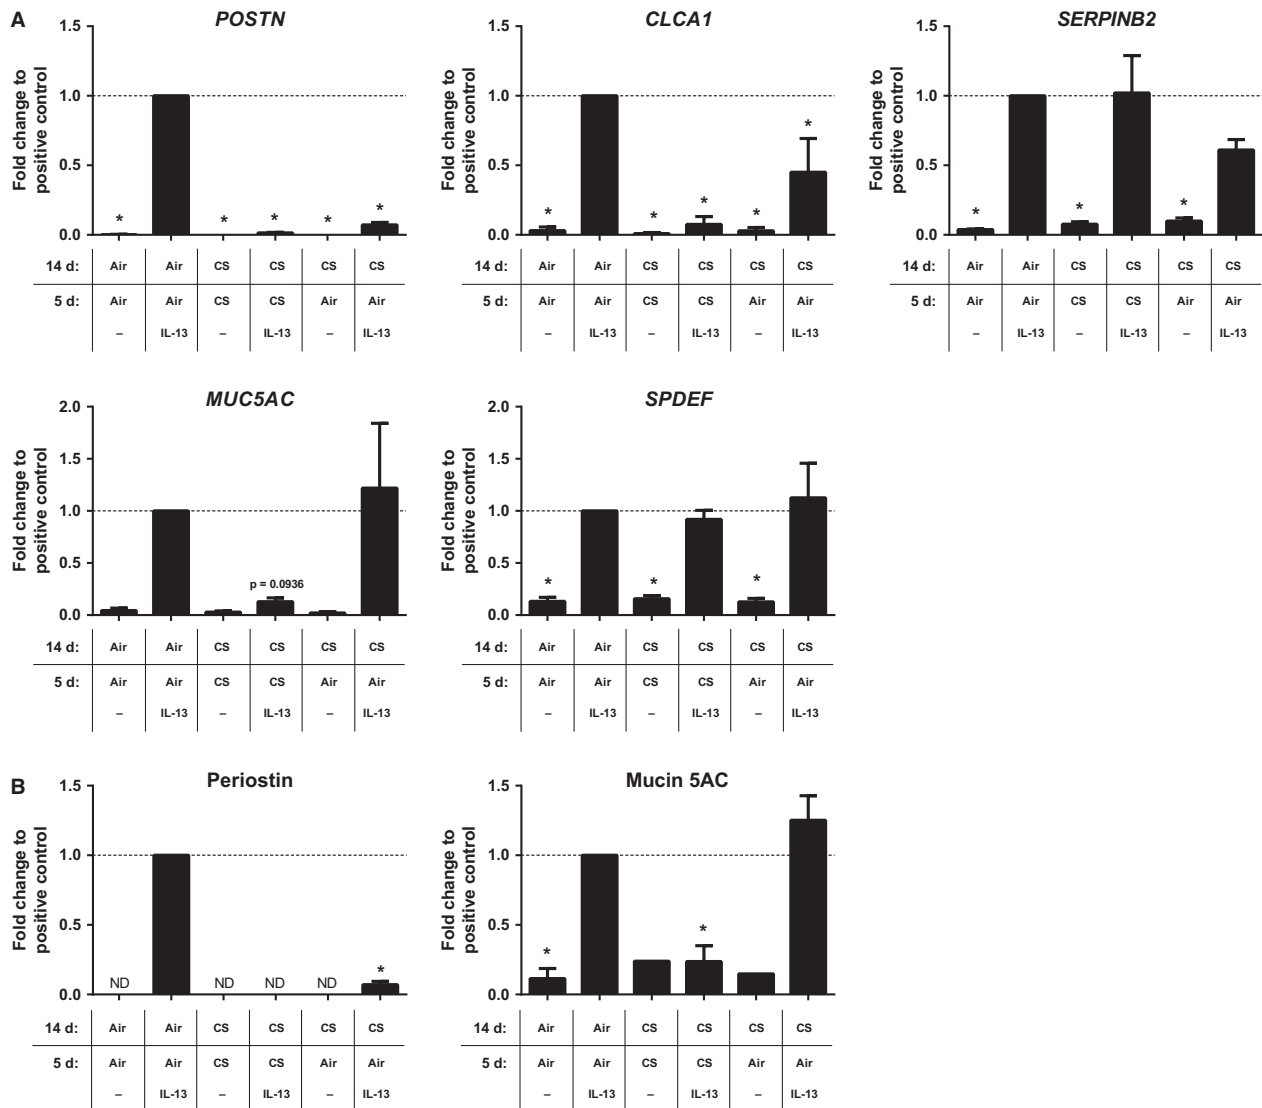 A
POSTN
CLCA1
SERPINB2
Fold change to
positive control
1.5
1.0
0.5
0.0
* * * * *
14 d: Air Air CS CS CS CS
5 d: Air Air CS CS Air Air
– IL-13 – IL-13 – IL-13
Fold change to
positive control
1.5
1.0
0.5
0.0
* * * * *
14 d: Air Air CS CS CS CS
5 d: Air Air CS CS Air Air
– IL-13 – IL-13 – IL-13
Fold change to
positive control
1.5
1.0
0.5
0.0
* * *
14 d: Air Air CS CS CS CS
5 d: Air Air CS CS Air Air
– IL-13 – IL-13 – IL-13
MUC5AC
Fold change to
positive control
2.0
1.5
1.0
0.5
0.0
p = 0.0936
14 d: Air Air CS CS CS CS
5 d: Air Air CS CS Air Air
– IL-13 – IL-13 – IL-13
SPDEF
Fold change to
positive control
2.0
1.5
1.0
0.5
0.0
* * *
14 d: Air Air CS CS CS CS
5 d: Air Air CS CS Air Air
– IL-13 – IL-13 – IL-13
B
Periostin
Fold change to
positive control
1.5
1.0
0.5
0.0
ND ND ND ND *
14 d: Air Air CS CS CS CS
5 d: Air Air CS CS Air Air
– IL-13 – IL-13 – IL-13
Mucin 5AC
Fold change to
positive control
1.5
1.0
0.5
0.0
* *
14 d: Air Air CS CS CS CS
5 d: Air Air CS CS Air Air
– IL-13 – IL-13 – IL-13